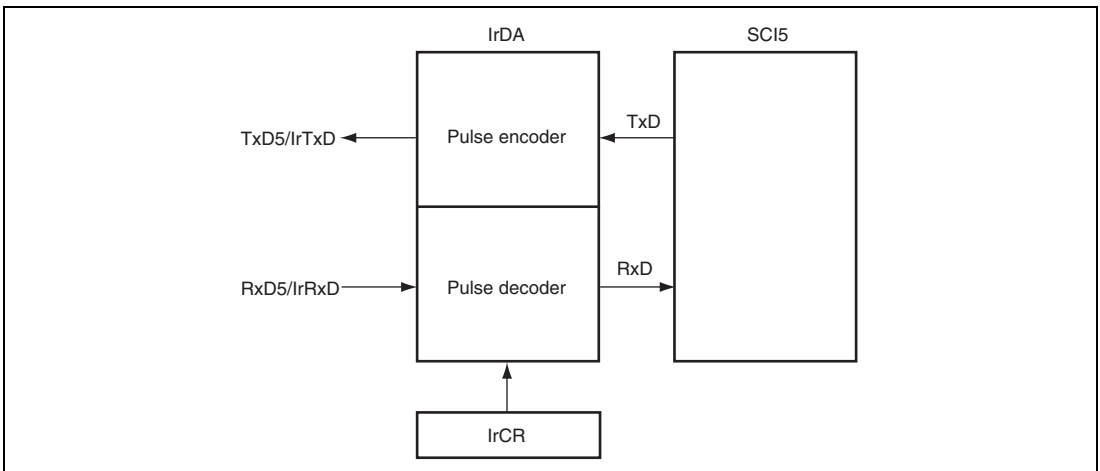 IrDA
SCI5
TxD5/IrTxD
Pulse encoder
TxD
RxD5/IrRxD
Pulse decoder
RxD
IrCR